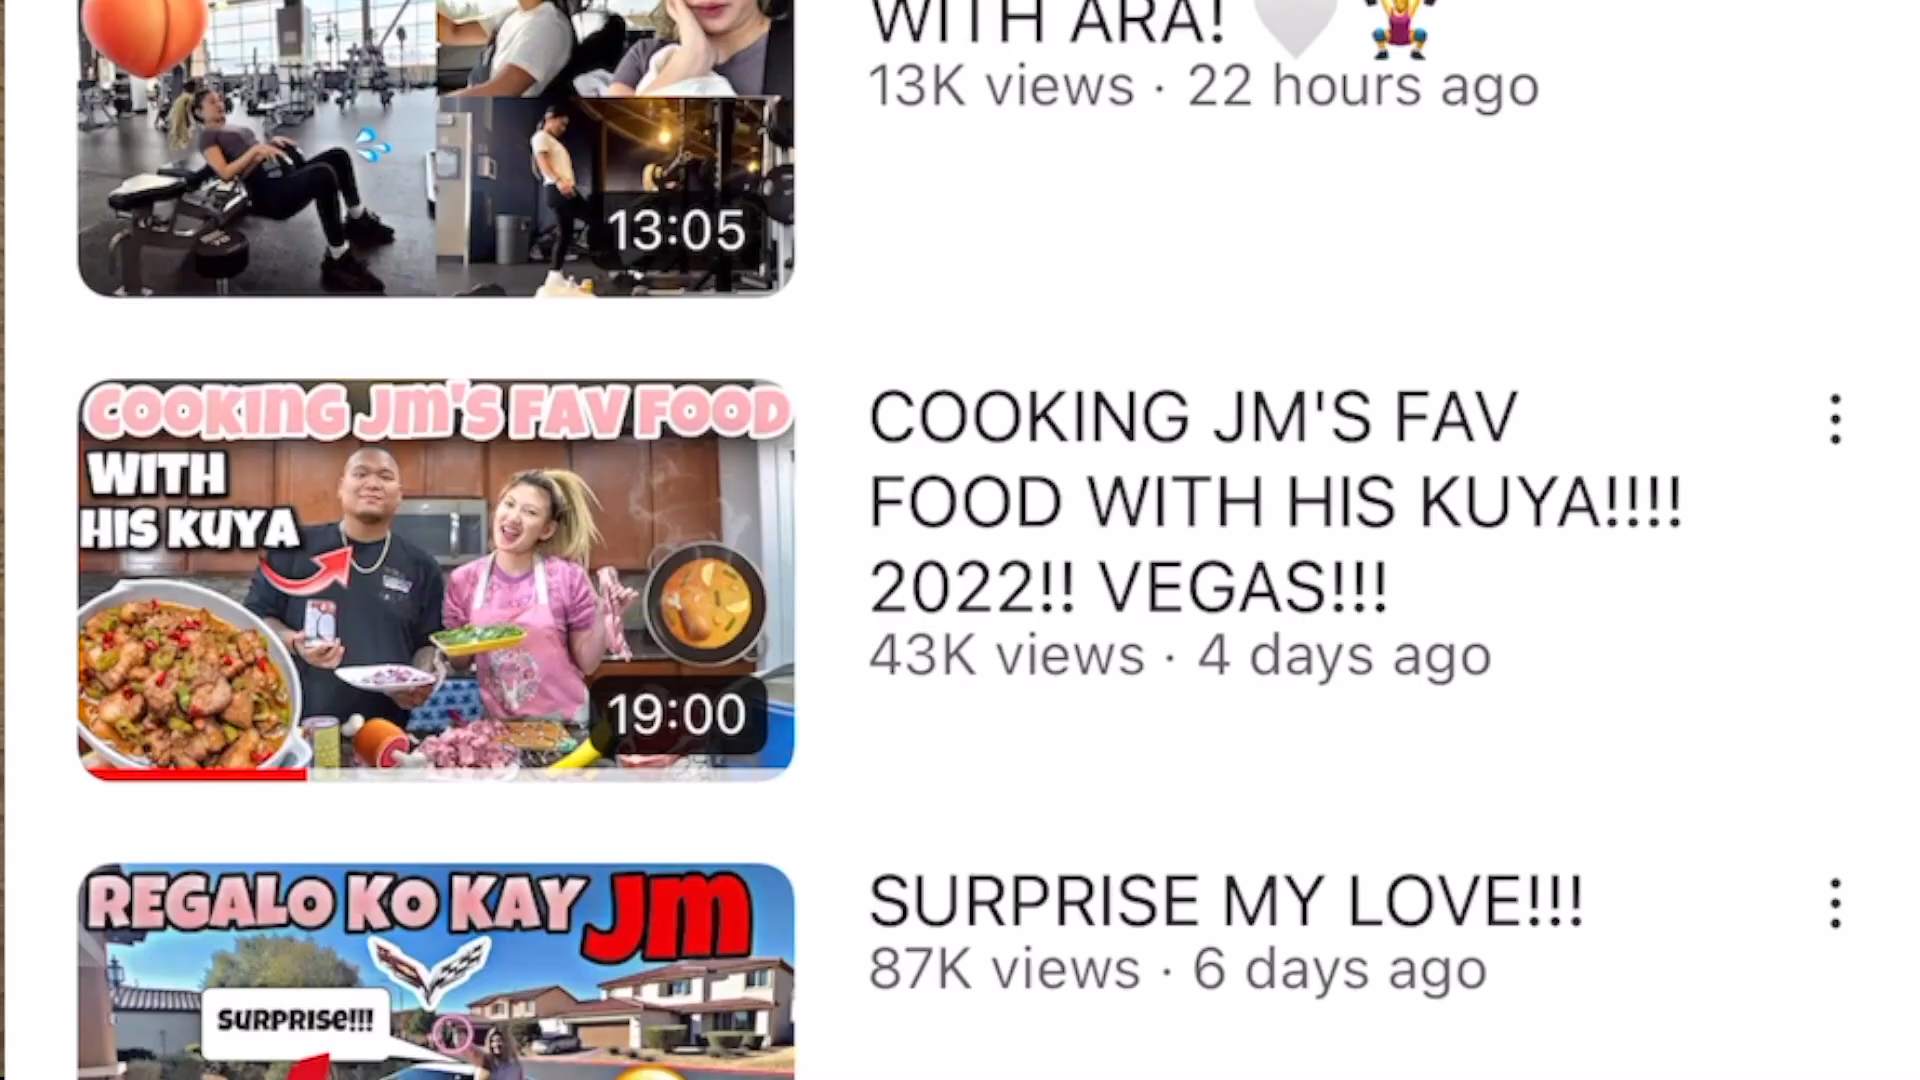 WITH ARA!
13K views · 22 hours ago
13:05
COOKING JM'S FAV FOOD
WITH
HIS KUYA
19:00
COOKING JM'S FAV
FOOD WITH HIS KUYA!!!!
2022!! VEGAS!!!
43K views · 4 days ago
REGALO KO KAY JM
SURPRISE!!!
SURPRISE MY LOVE!!!
87K views · 6 days ago